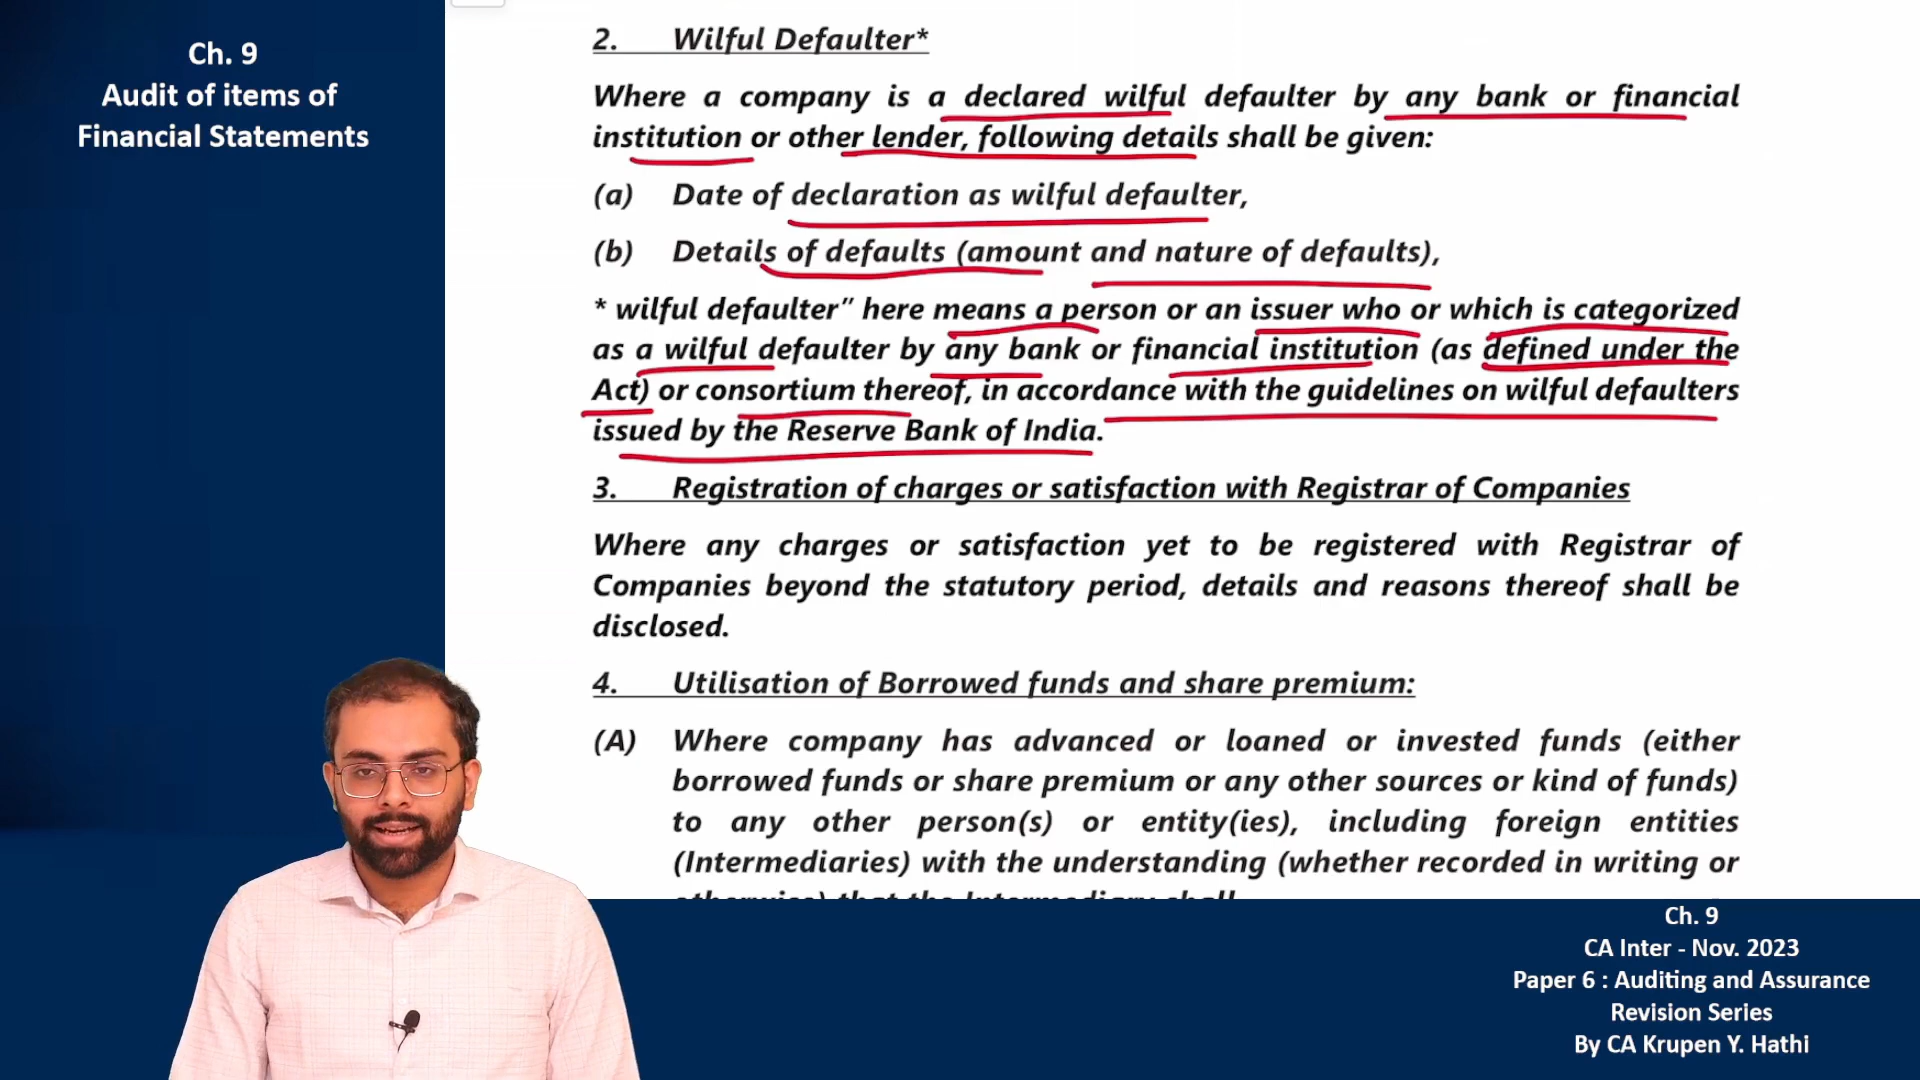 Ch. 9
Audit of items of
Financial Statements
2. Wilful Defaulter*
Where a company is a declared wilful defaulter by any bank or financial
institution or other lender, following details shall be given:
(a) Date of declaration as wilful defaulter,
(b) Details of defaults (amount and nature of defaults),
* wilful defaulter” here means a person or an issuer who or which is categorized
as a wilful defaulter by any bank or financial institution (as defined under the
Act) or consortium thereof, in accordance with the guidelines on wilful defaulters
issued by the Reserve Bank of India.
3. Registration of charges or satisfaction with Registrar of Companies
Where any charges or satisfaction yet to be registered with Registrar of
Companies beyond the statutory period, details and reasons thereof shall be
disclosed.
4. Utilisation of Borrowed funds and share premium:
(A) Where company has advanced or loaned or invested funds (either
borrowed funds or share premium or any other sources or kind of funds)
to any other person(s) or entity(ies), including foreign entities
(Intermediaries) with the understanding (whether recorded in writing or
otherwise) that the Intermediary shall
Ch. 9
CA Inter - Nov. 2023
Paper 6 : Auditing and Assurance
Revision Series
By CA Krupen Y. Hathi